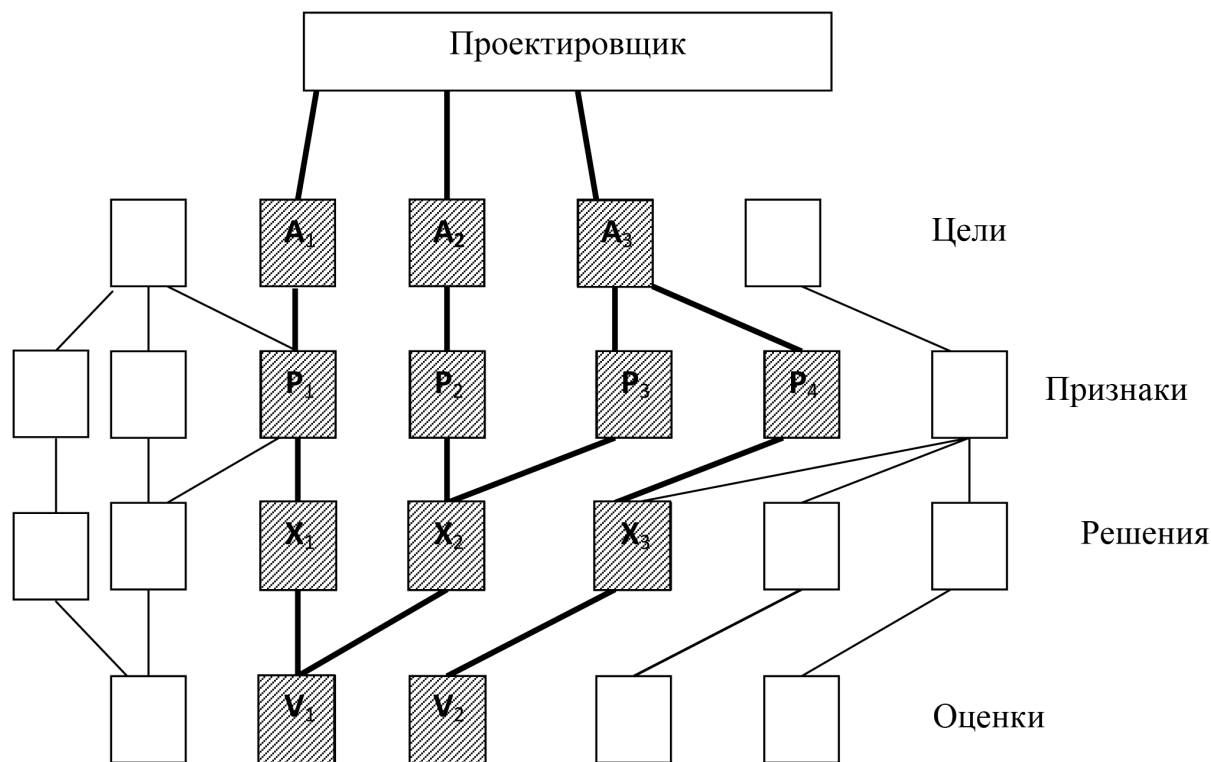 Проектировщик
A₁ A₂ A₃ Цели
P₁ P₂ P₃ P₄ Признаки
X₁ X₂ X₃ Решения
V₁ V₂ Оценки